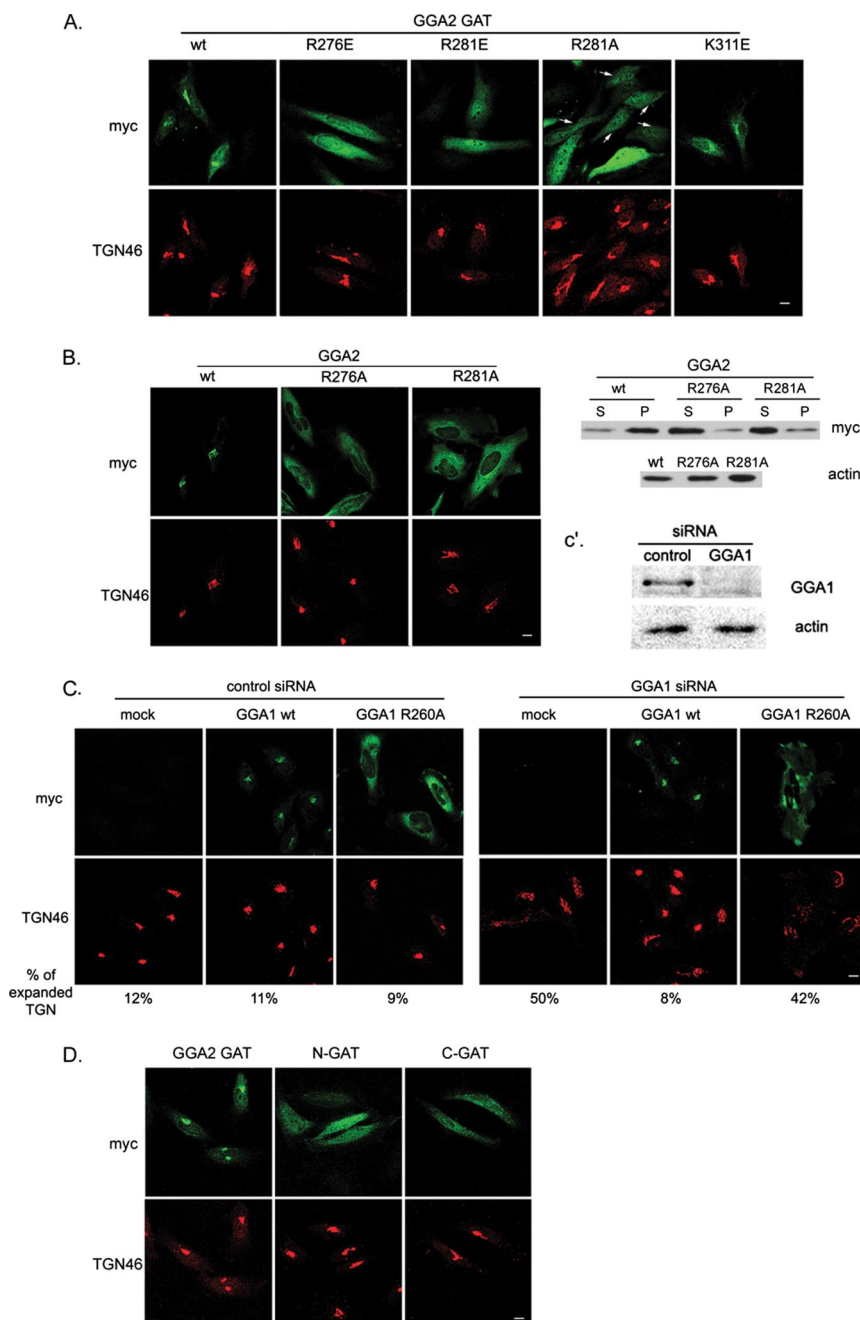 A.
GGA2 GAT
wt R276E R281E R281A K311E
myc
TGN46
B.
GGA2
wt R276A R281A
myc
TGN46
GGA2
wt R276A R281A
S P S P S P
myc
wt R276A R281A
actin
c'.
siRNA
control GGA1
GGA1
actin
C.
control siRNA GGA1 siRNA
mock GGA1 wt GGA1 R260A mock GGA1 wt GGA1 R260A
myc
TGN46
% of
expanded
TGN
12% 11% 9% 50% 8% 42%
D.
GGA2 GAT N-GAT C-GAT
myc
TGN46